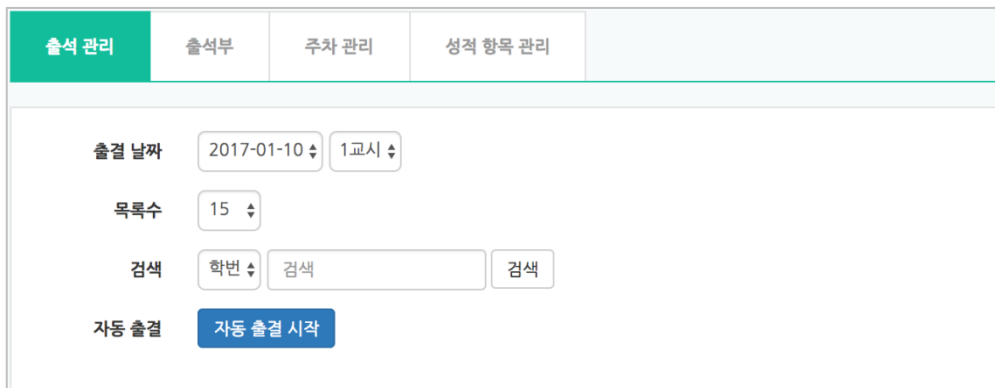 출석 관리 출석부 주차 관리 성적 항목 관리
출결 날짜 2017-01-10 1교시
목록수 15
검색 학번 검색 검색
자동 출결 자동 출결 시작